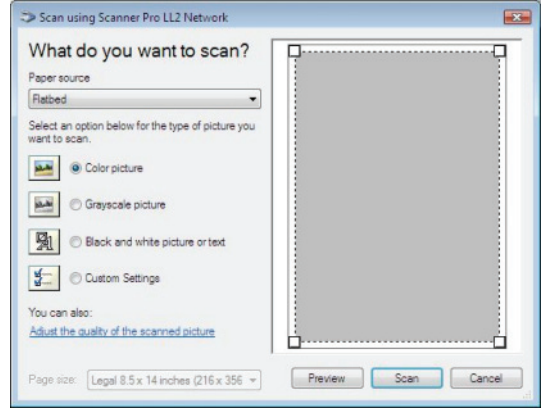 Scan using Scanner Pro LL2 Network
What do you want to scan?
Paper source
Flatbed
Select an option below for the type of picture you
want to scan.
Color picture
Grayscale picture
Black and white picture or text
Custom Settings
You can also:
Adjust the quality of the scanned picture
Page size: Legal 8.5 x 14 inches (216 x 356
Preview Scan Cancel